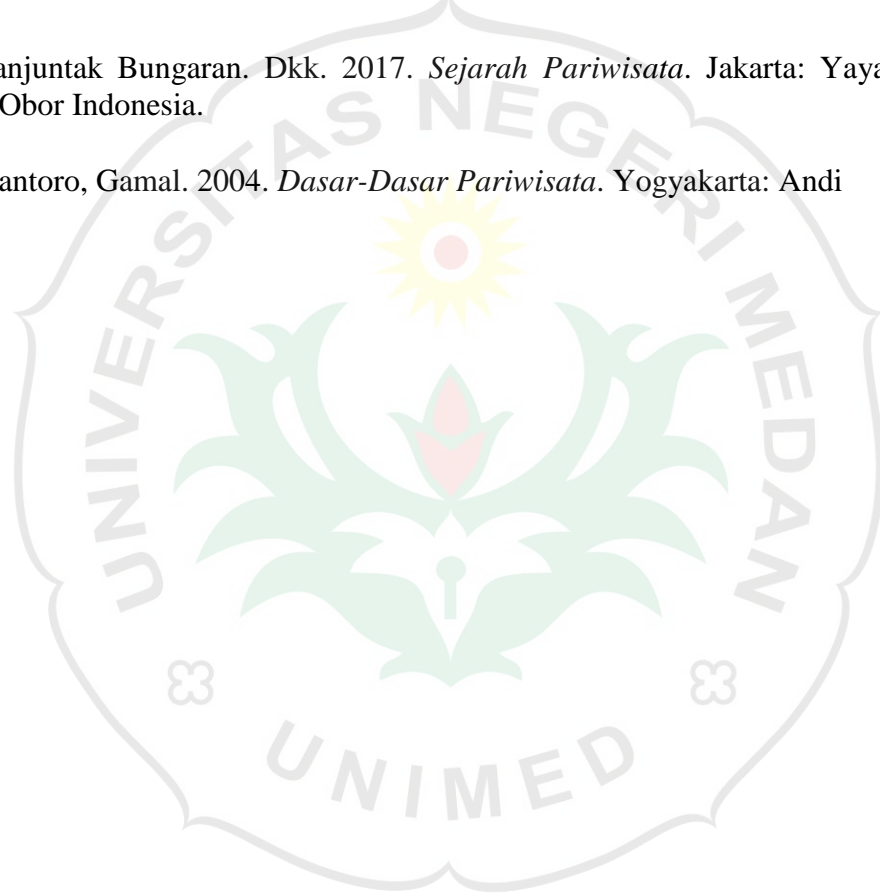 anjuntak Bungaran. Dkk. 2017. Sejarah Pariwisata. Jakarta: Yaya
Obor Indonesia.
antoro, Gamal. 2004. Dasar-Dasar Pariwisata. Yogyakarta: Andi
UNIVERSITAS NEGERI MEDAN
UNIMED